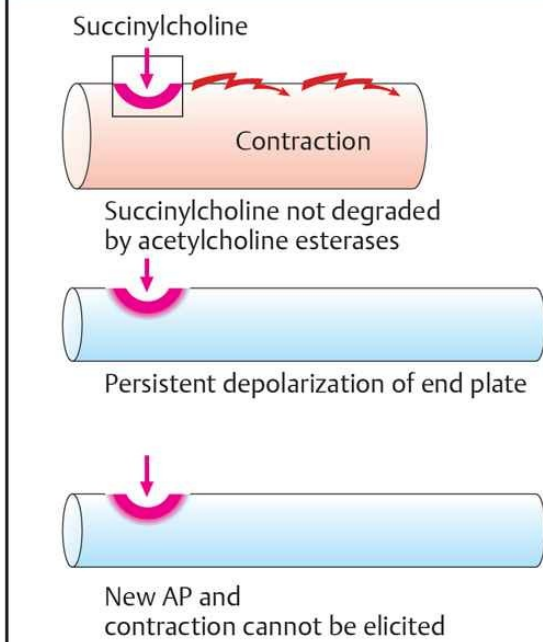 Succinylcholine
Contraction
Succinylcholine not degraded
by acetylcholine esterases
Persistent depolarization of end plate
New AP and
contraction cannot be elicited